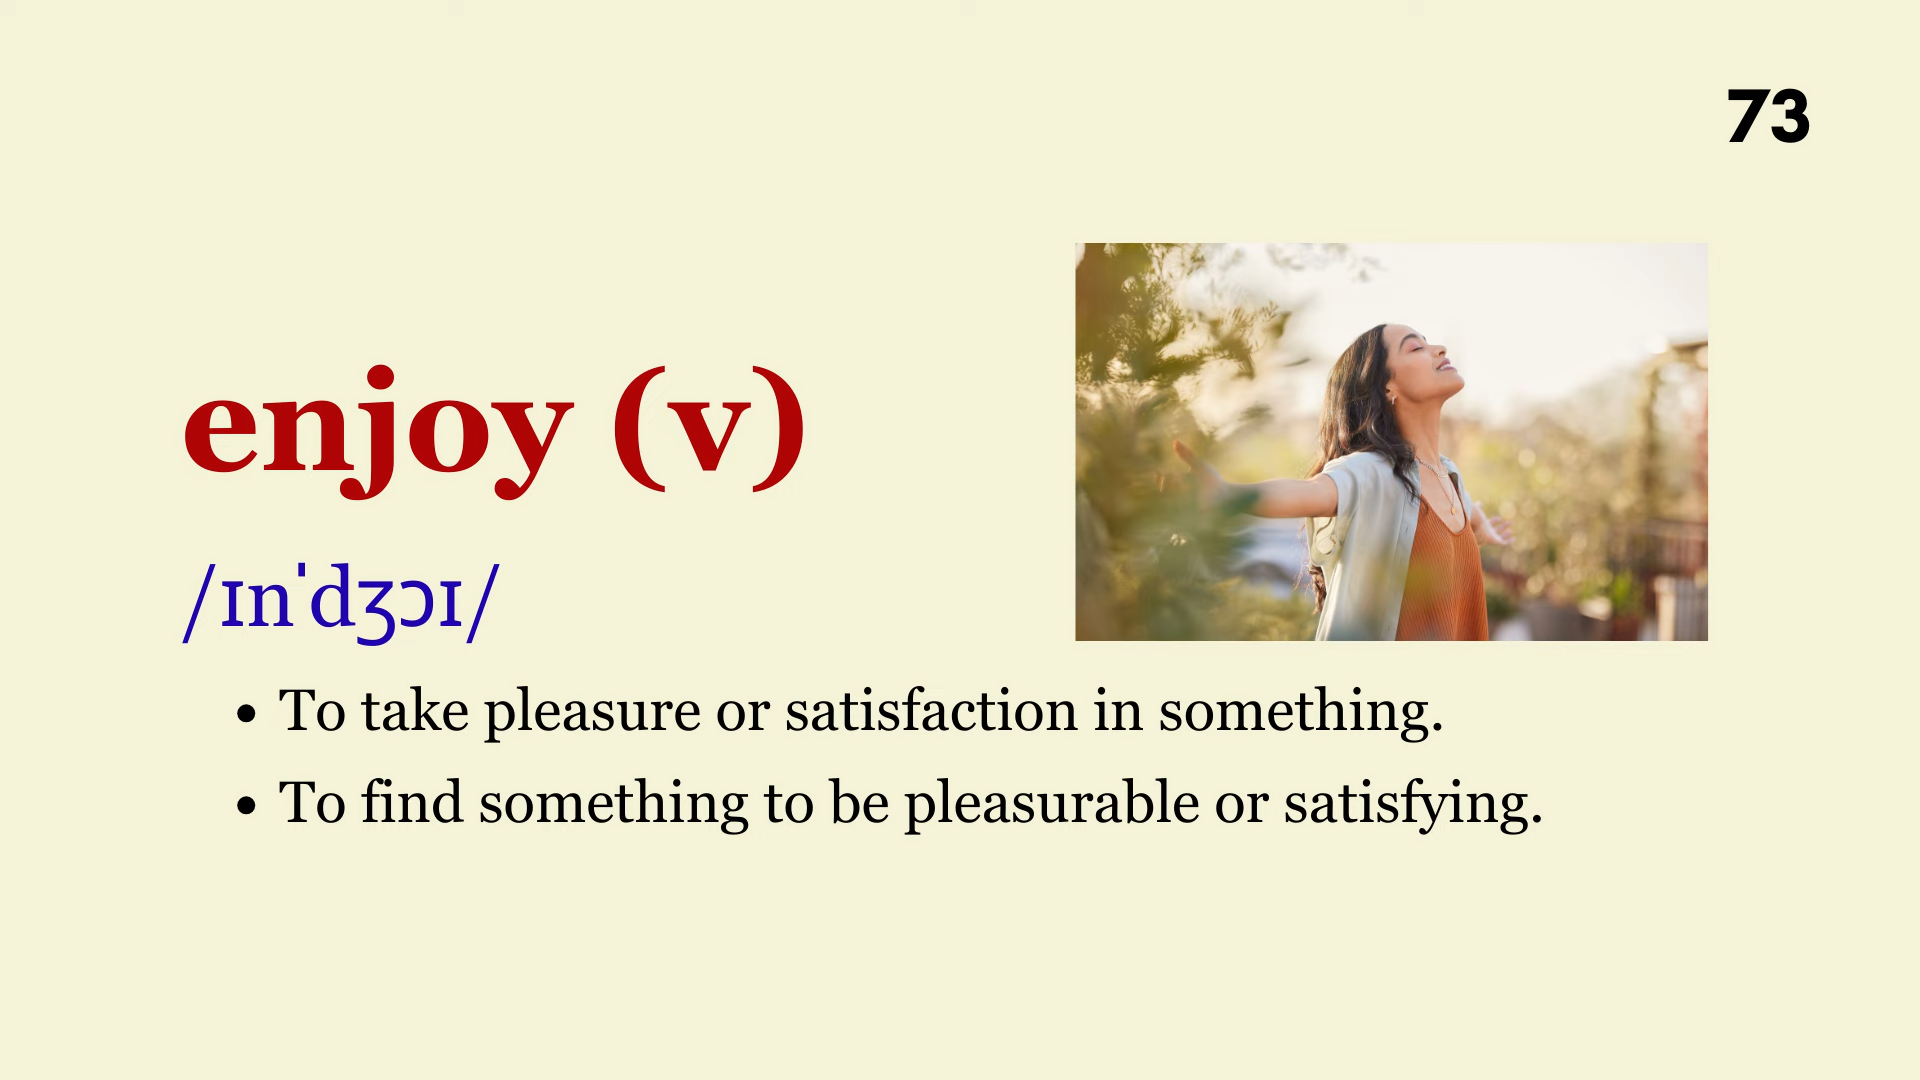 73
enjoy (v)
/ɪnˈdʒɔɪ/
• To take pleasure or satisfaction in something.
• To find something to be pleasurable or satisfying.